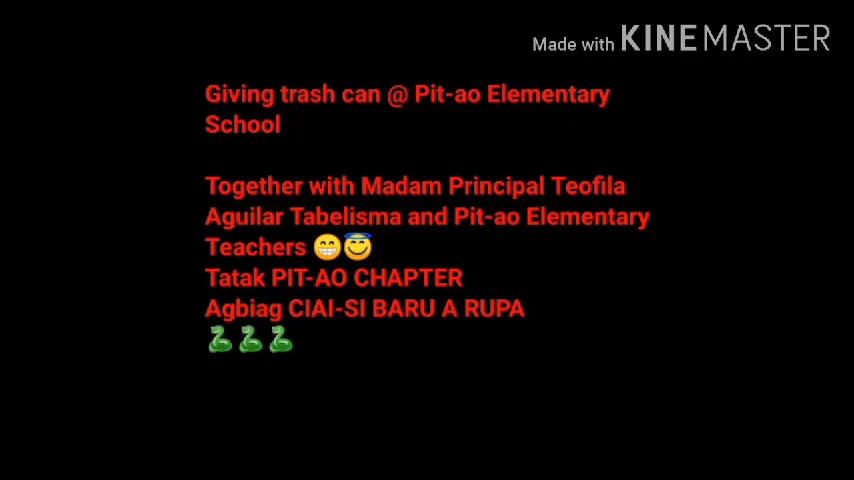 Made with KINEMASTER
Giving trash can @ Pit-ao Elementary
School
Together with Madam Principal Teofila
Aguilar Tabelisma and Pit-ao Elementary
Teachers 😁😇
Tatak PIT-AO CHAPTER
Agbiag CIAI-SI BARU A RUPA
🐍🐍🐍